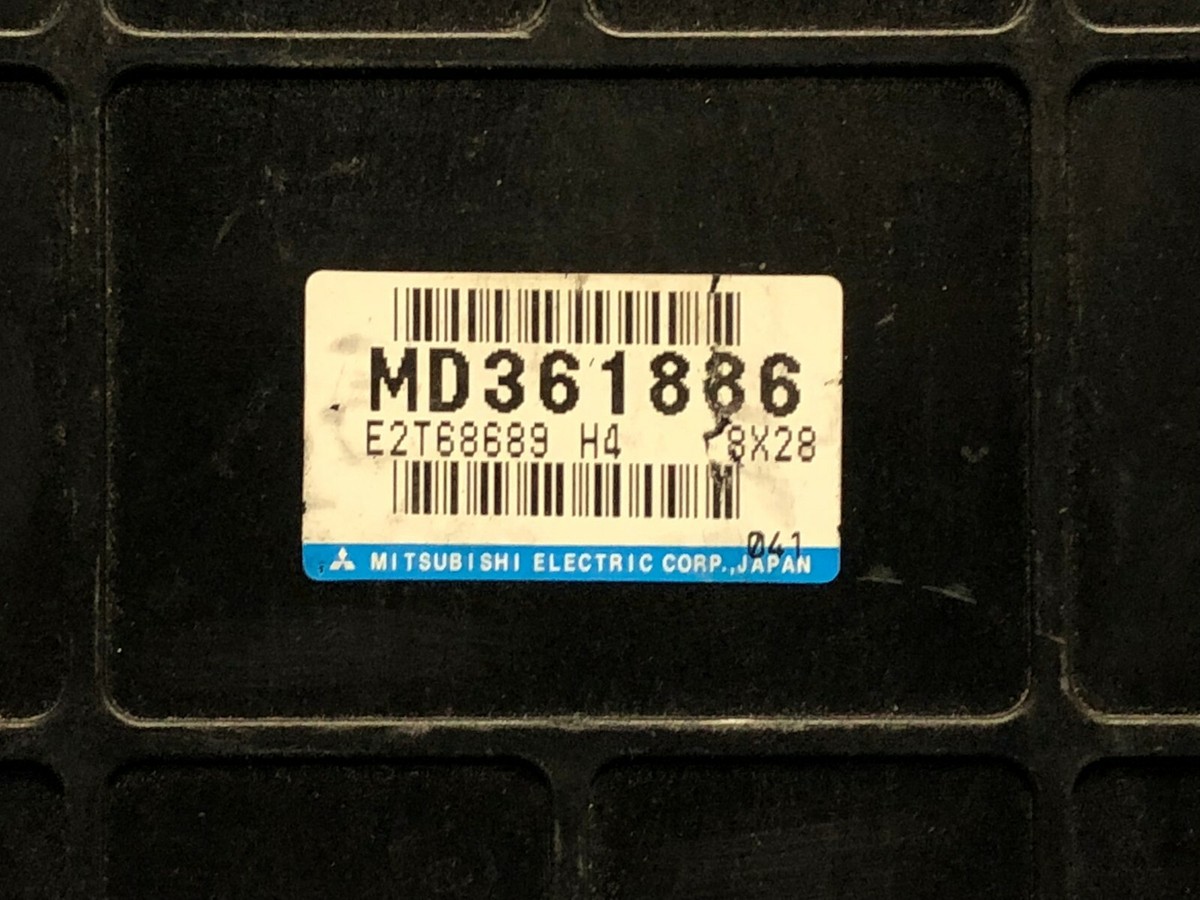 MD361886
E2T68689 H4 8X28
041
MITSUBISHI ELECTRIC CORP.,JAPAN